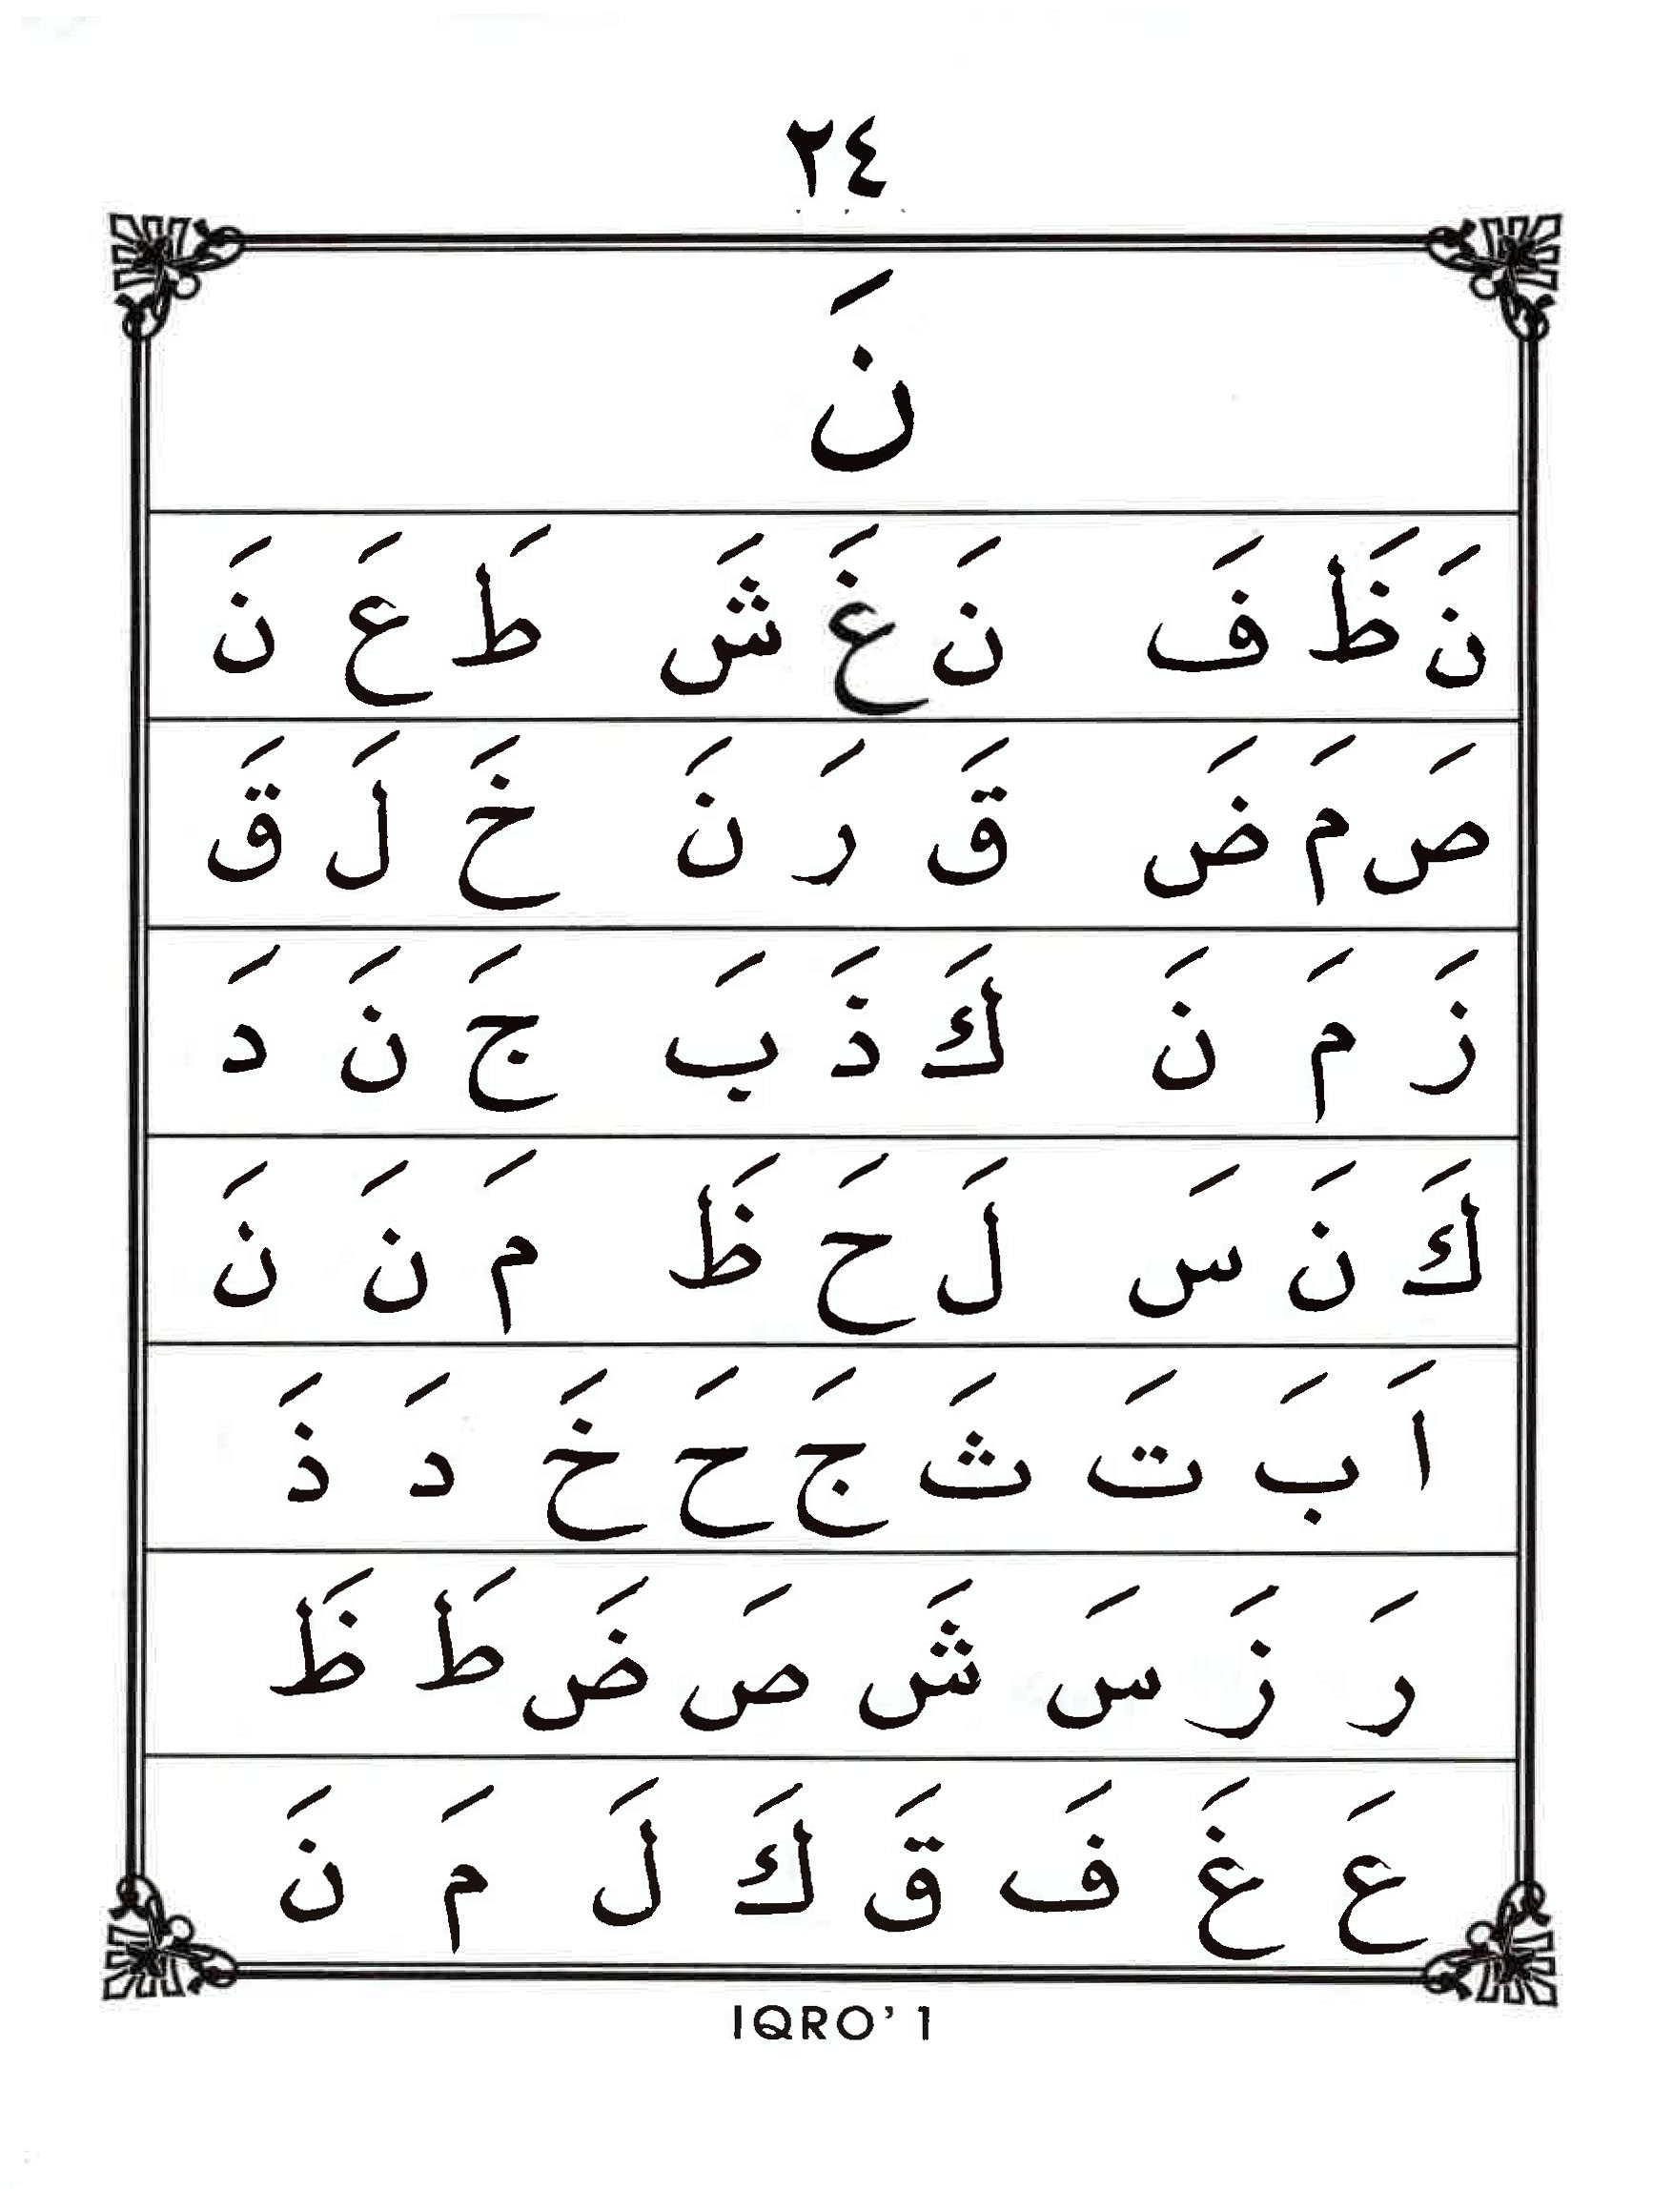 ٢٤
نَ
نَ ظَ فَ نَ غَ شَ طَ عَ نَ
صَ مَ ضَ قَ رَ نَ خَ لَ قَ
زَ مَ نَ كَ ذَ بَ جَ نَ دَ
كَ نَ سَ لَ حَ ظَ مَ نَ نَ
اَ بَ تَ ثَ جَ حَ خَ دَ ذَ
رَ زَ سَ شَ صَ ضَ طَ ظَ
عَ غَ فَ قَ كَ لَ مَ نَ
IQRO’ 1